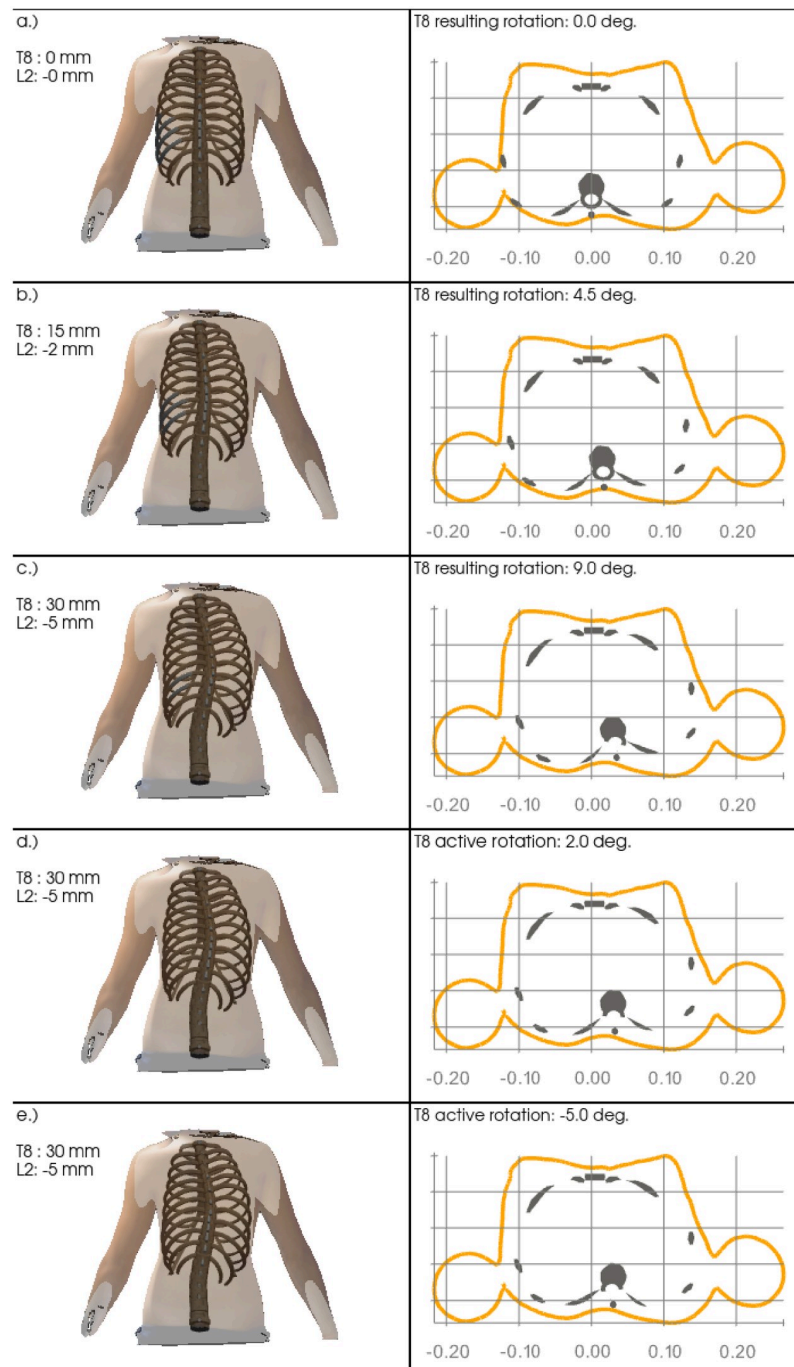 a.)
T8 : 0 mm
L2: -0 mm
T8 resulting rotation: 0.0 deg.
-0.20 -0.10 0.00 0.10 0.20
b.)
T8 : 15 mm
L2: -2 mm
T8 resulting rotation: 4.5 deg.
-0.20 -0.10 0.00 0.10 0.20
c.)
T8 : 30 mm
L2: -5 mm
T8 resulting rotation: 9.0 deg.
-0.20 -0.10 0.00 0.10 0.20
d.)
T8 : 30 mm
L2: -5 mm
T8 active rotation: 2.0 deg.
-0.20 -0.10 0.00 0.10 0.20
e.)
T8 : 30 mm
L2: -5 mm
T8 active rotation: -5.0 deg.
-0.20 -0.10 0.00 0.10 0.20